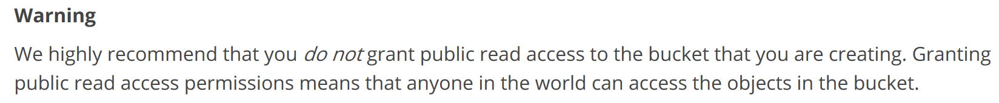 Warning
We highly recommend that you do not grant public read access to the bucket that you are creating. Granting
public read access permissions means that anyone in the world can access the objects in the bucket.